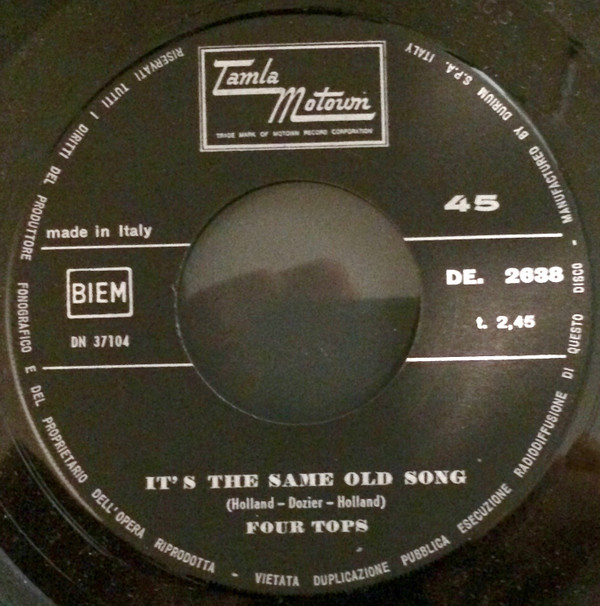 Tamla
Motown
TRADE MARK OF MOTOWN RECORD CORPORATION
45
made in Italy
BIEM
DN 37104
DE. 2638
t. 2,45
IT'S THE SAME OLD SONG
(Holland – Dozier – Holland)
FOUR TOPS
MANUFACTURED BY DURIUM S.P.A. ITALY
RISERVATI TUTTI I DIRITTI DEL PRODUTTORE FONOGRAFICO E DEL PROPRIETARIO DELL'OPERA RIPRODOTTA – VIETATA DUPLICAZIONE PUBBLICA ESECUZIONE RADIODIFFUSIONE DI QUESTO DISCO -